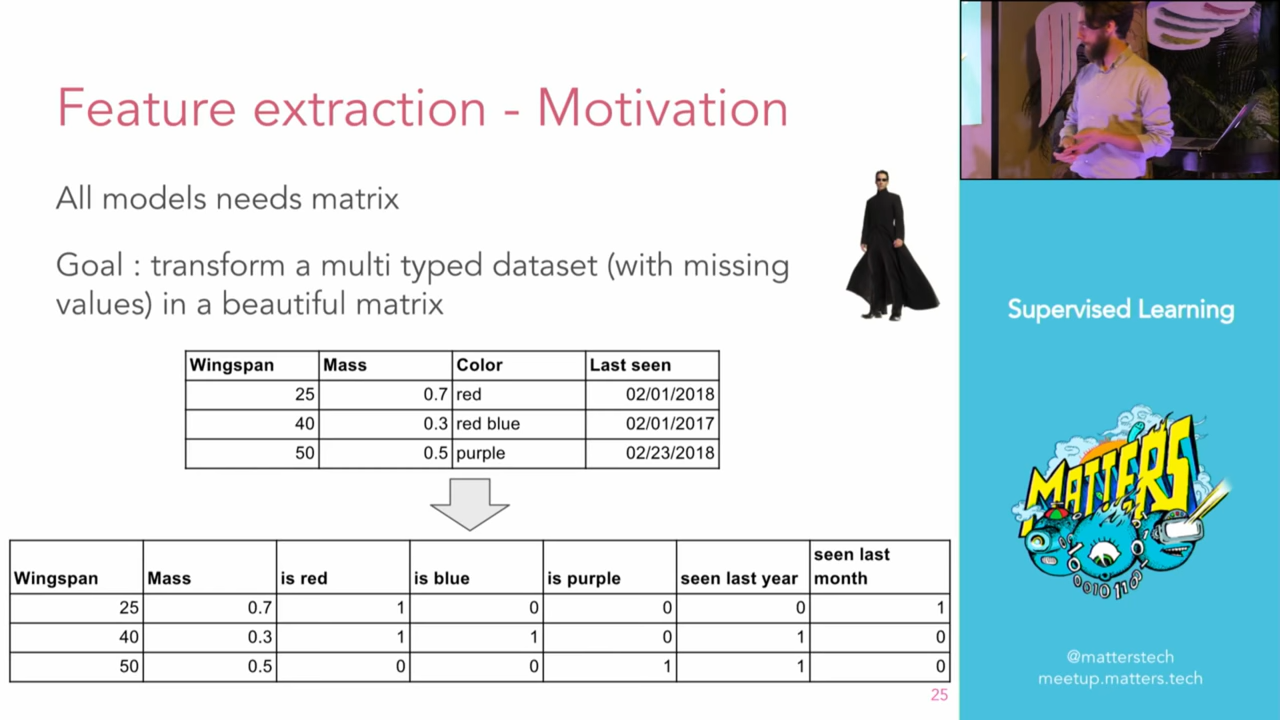 Feature extraction - Motivation
All models needs matrix
Goal : transform a multi typed dataset (with missing
values) in a beautiful matrix
Wingspan Mass Color Last seen
25 0.7 red 02/01/2018
40 0.3 red blue 02/01/2017
50 0.5 purple 02/23/2018
seen last
Wingspan Mass is red is blue is purple seen last year month
25 0.7 1 0 0 0 1
40 0.3 1 1 0 1 0
50 0.5 0 0 1 1 0
25
Supervised Learning
MATTERS
@matterstech
meetup.matters.tech